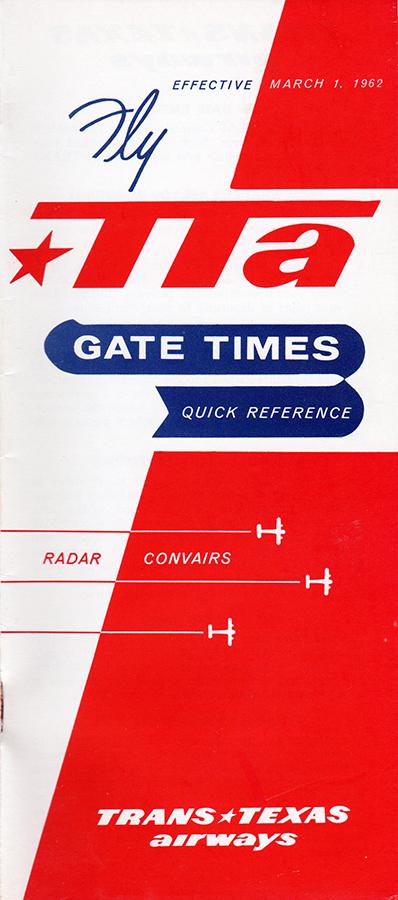 EFFECTIVE MARCH 1, 1962
Fly
TTa
GATE TIMES
QUICK REFERENCE
RADAR CONVAIRS
TRANS★TEXAS
airways